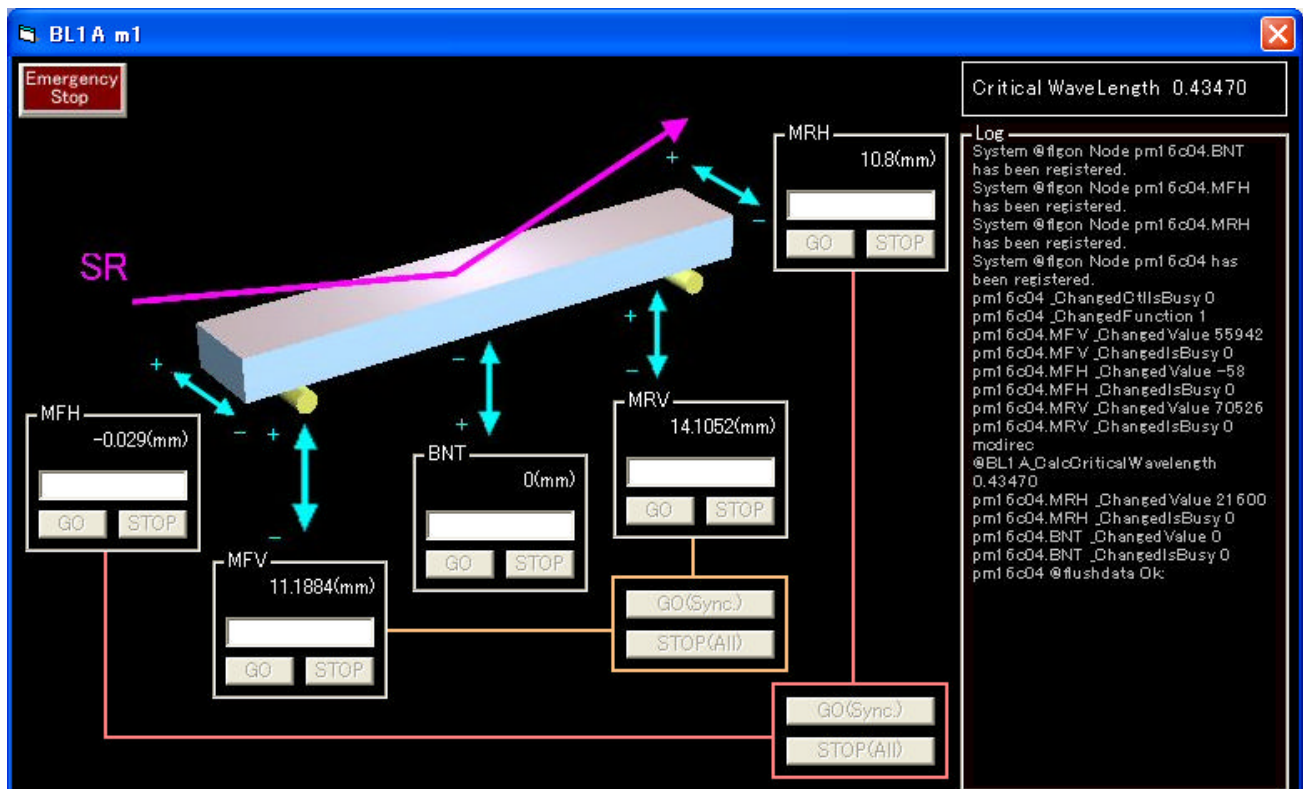 BL1A m1
Emergency
Stop
Critical WaveLength 0.43470
SR
+
-
MRH
10.8(mm)
GO STOP
+
-
MFH
-0.029(mm)
GO STOP
+
-
MFV
11.1884(mm)
GO STOP
-
+
BNT
0(mm)
GO STOP
+
-
MRV
14.1052(mm)
GO STOP
GO(Sync.)
STOP(All)
GO(Sync.)
STOP(All)
Log
System @flgon Node pm16c04.BNT
has been registered.
System @flgon Node pm16c04.MFH
has been registered.
System @flgon Node pm16c04.MRH
has been registered.
System @flgon Node pm16c04 has
been registered.
pm16c04 _ChangedCtlIsBusy 0
pm16c04 _ChangedFunction 1
pm16c04.MFV _ChangedValue 55942
pm16c04.MFV _ChangedIsBusy 0
pm16c04.MFH _ChangedValue -58
pm16c04.MFH _ChangedIsBusy 0
pm16c04.MRV _ChangedValue 70526
pm16c04.MRV _ChangedIsBusy 0
mcdirec
@BL1A_CalcCriticalWavelength
0.43470
pm16c04.MRH _ChangedValue 21600
pm16c04.MRH _ChangedIsBusy 0
pm16c04.BNT _ChangedValue 0
pm16c04.BNT _ChangedIsBusy 0
pm16c04 @flushdata Ok: